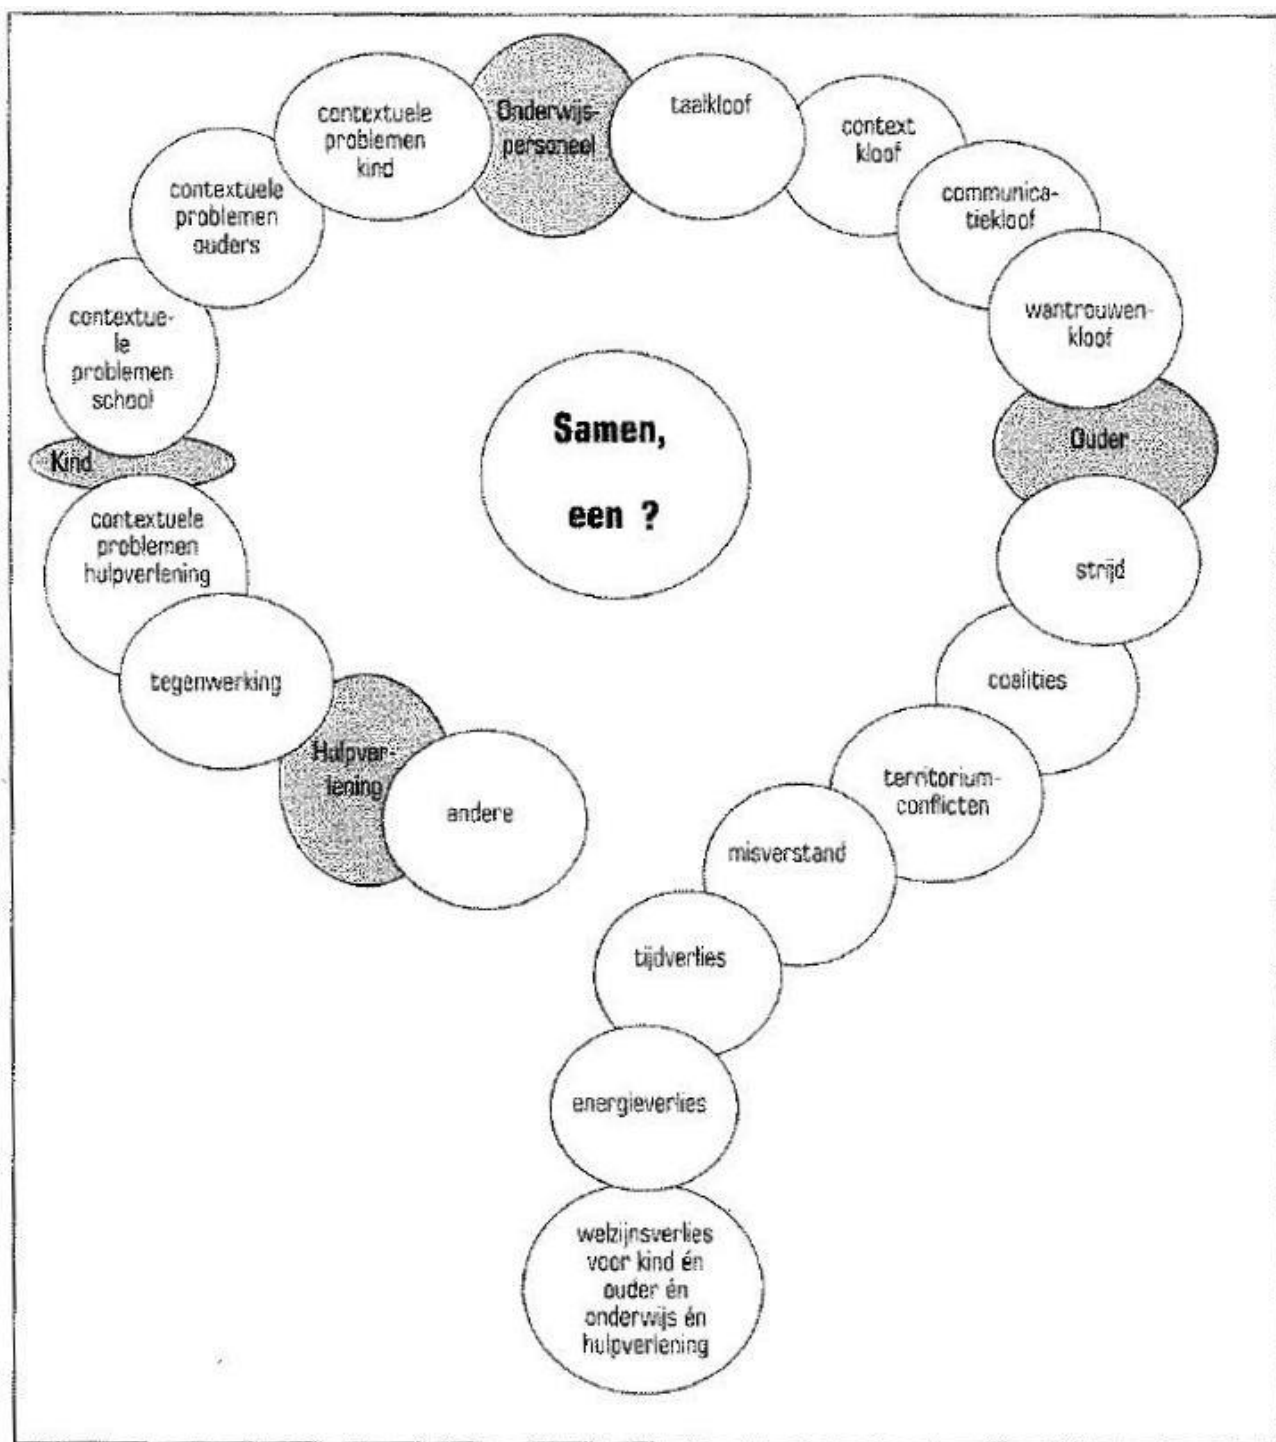 contextuele
problemen
kind
Onderwijs-
personeel
taalkloof
context
kloof
communica-
tiekloof
wantrouwen-
kloof
Ouder
strijd
coalities
territorium-
conflicten
misverstand
tijdverlies
energieverlies
welzijnsverlies
voor kind én
ouder én
onderwijs én
hulpverlening
contextuele
problemen
ouders
contextue-
le
problemen
school
Kind
contextuele
problemen
hulpverlening
tegenwerking
Hulpver-
lening
andere
Samen,
een ?